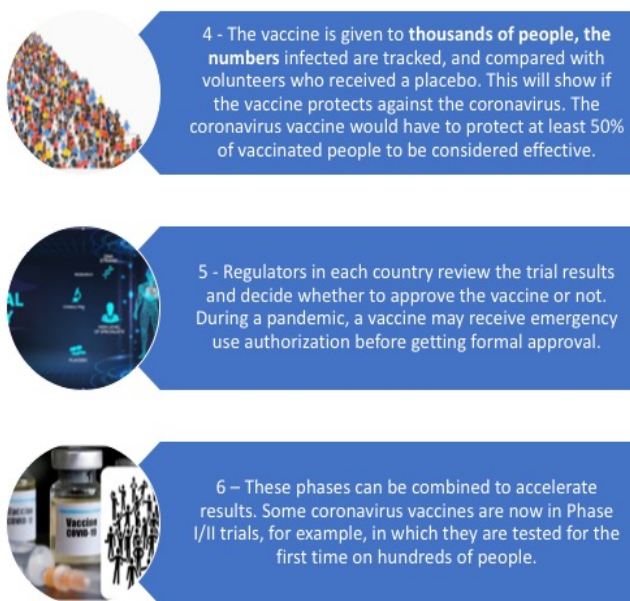 4 - The vaccine is given to thousands of people, the
numbers infected are tracked, and compared with
volunteers who received a placebo. This will show if
the vaccine protects against the coronavirus. The
coronavirus vaccine would have to protect at least 50%
of vaccinated people to be considered effective.
5 - Regulators in each country review the trial results
and decide whether to approve the vaccine or not.
During a pandemic, a vaccine may receive emergency
use authorization before getting formal approval.
6 – These phases can be combined to accelerate
results. Some coronavirus vaccines are now in Phase
I/II trials, for example, in which they are tested for the
first time on hundreds of people.
Vaccine
COVID-19